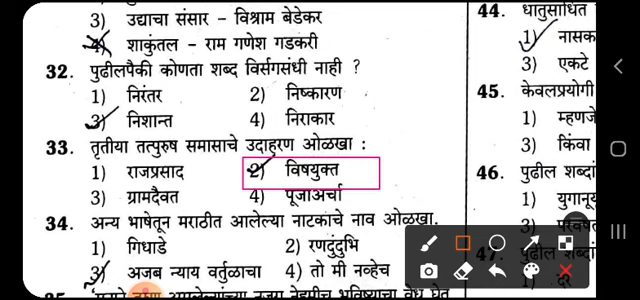 3) उद्याचा संसार - विश्राम बेडेकर
4) शाकुंतल - राम गणेश गडकरी
32. पुढीलपैकी कोणता शब्द विर्सगसंधी नाही ?
1) निरंतर 2) निष्कारण
3) निशान्त 4) निराकार
33. तृतीया तत्पुरुष समासाचे उदाहरण ओळखा :
1) राजप्रसाद 2) विषयुक्त
3) ग्रामदैवत 4) पूजाअर्चा
34. अन्य भाषेतून मराठीत आलेल्या नाटकाचे नाव ओळखा.
1) गिधाडे 2) रणदुंदुभि
3) अजब न्याय वर्तुळाचा 4) तो मी नव्हेच
44. धातुसाधित
1) नासक
3) एकटे
45. केवलप्रयोगी
1) म्हणजे
3) किंवा
46. पुढील शब्दां
1)
3)
47. पुढील